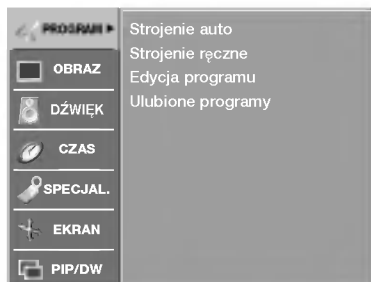 PROGRAM
OBRAZ
DŹWIĘK
CZAS
SPECJAL.
EKRAN
PIP/DW
Strojenie auto
Strojenie ręczne
Edycja programu
Ulubione programy